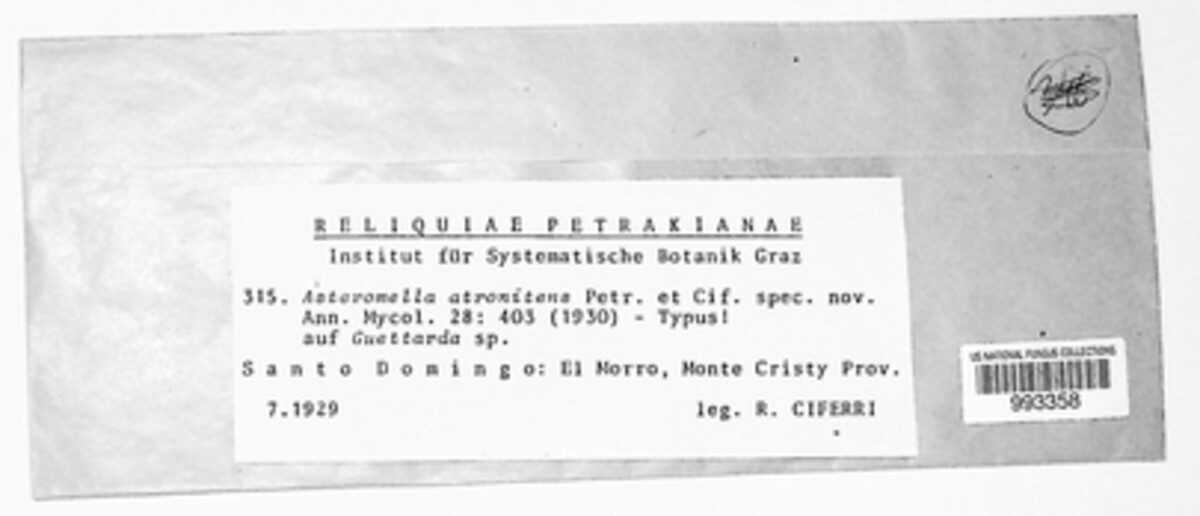 RELIQUIAE PETRAKIANAE
Institut für Systematische Botanik Graz
315. Asteromella atronitens Petr. et Cif. spec. nov.
Ann. Mycol. 28: 403 (1930) - Typus!
auf Guettarda sp.
Santo Domingo: El Morro, Monte Cristy Prov.
7.1929 leg. R. CIFERRI
US NATIONAL FUNGUS COLLECTIONS
993358